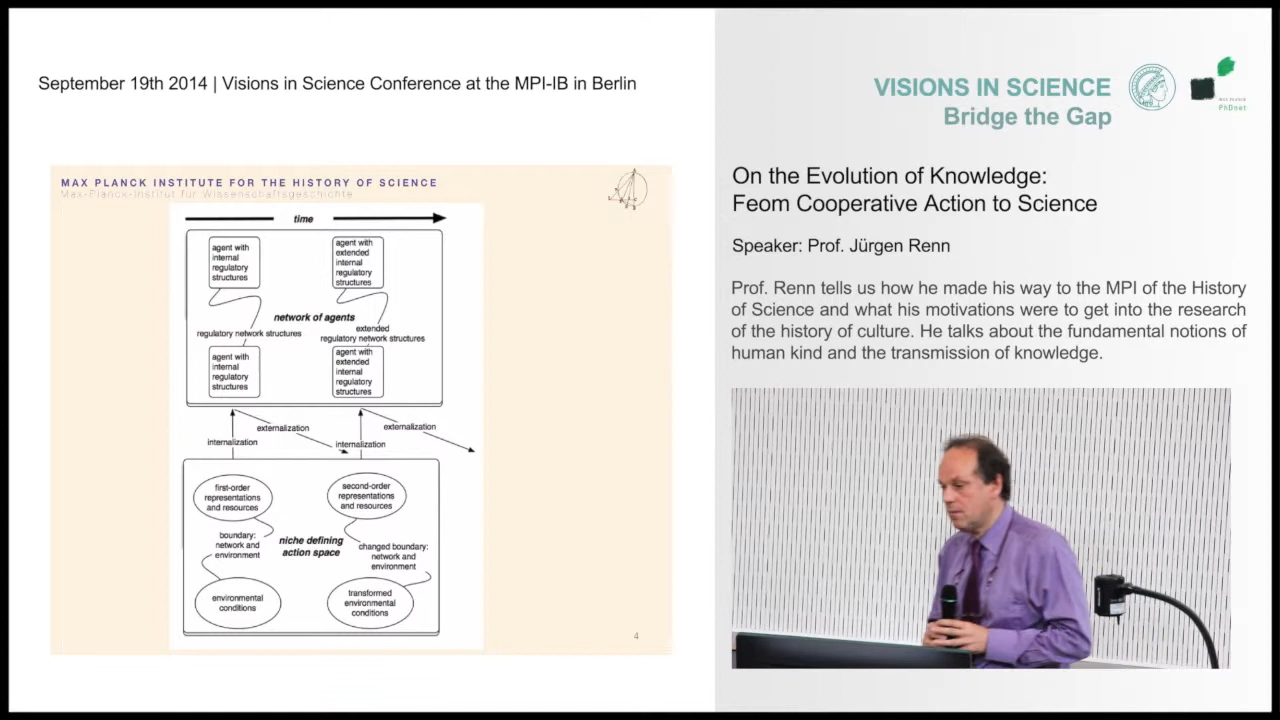 September 19th 2014 | Visions in Science Conference at the MPI-IB in Berlin
VISIONS IN SCIENCE
Bridge the Gap
MAX PLANCK
PhDnet
MAX PLANCK INSTITUTE FOR THE HISTORY OF SCIENCE
Max-Planck-Institut für Wissenschaftsgeschichte
time
agent with
internal
regulatory
structures
agent with
extended
internal
regulatory
structures
network of agents
regulatory network structures
extended
regulatory network structures
agent with
internal
regulatory
structures
agent with
extended
internal
regulatory
structures
externalization
externalization
internalization
internalization
first-order
representations
and resources
second-order
representations
and resources
boundary:
network and
environment
niche defining
action space
changed boundary:
network and
environment
environmental
conditions
transformed
environmental
conditions
4
On the Evolution of Knowledge:
Feom Cooperative Action to Science
Speaker: Prof. Jürgen Renn
Prof. Renn tells us how he made his way to the MPI of the History
of Science and what his motivations were to get into the research
of the history of culture. He talks about the fundamental notions of
human kind and the transmission of knowledge.